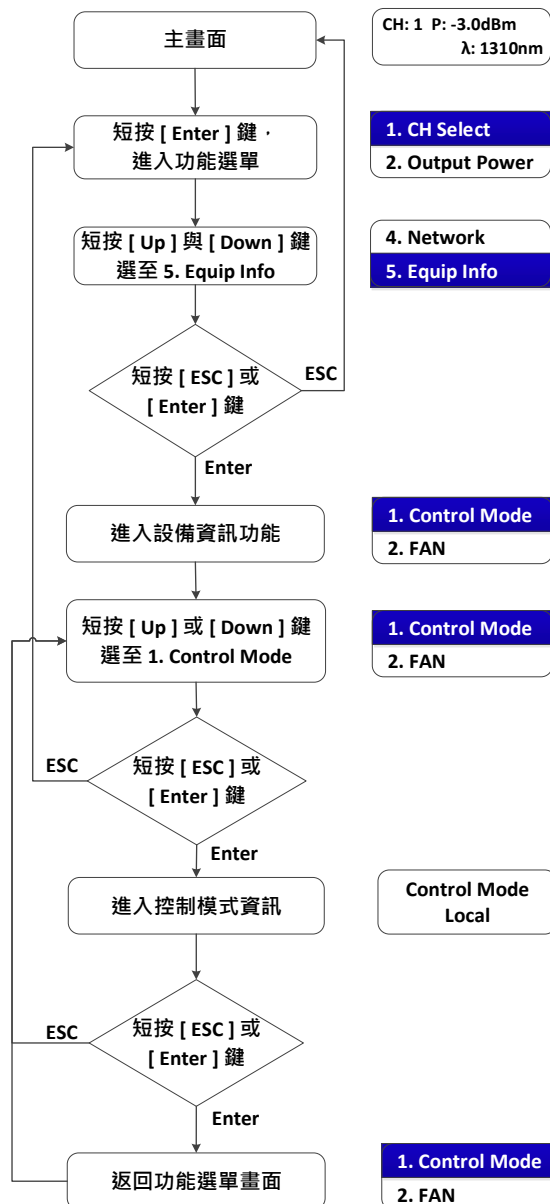 主畫面
CH: 1 P: -3.0dBm
λ: 1310nm
短按 [ Enter ] 鍵，
進入功能選單
1. CH Select
2. Output Power
短按 [ Up ] 與 [ Down ] 鍵
選至 5. Equip Info
4. Network
5. Equip Info
短按 [ ESC ] 或
[ Enter ] 鍵
ESC
Enter
進入設備資訊功能
1. Control Mode
2. FAN
短按 [ Up ] 或 [ Down ] 鍵
選至 1. Control Mode
1. Control Mode
2. FAN
短按 [ ESC ] 或
[ Enter ] 鍵
ESC
Enter
進入控制模式資訊
Control Mode
Local
短按 [ ESC ] 或
[ Enter ] 鍵
ESC
Enter
返回功能選單畫面
1. Control Mode
2. FAN